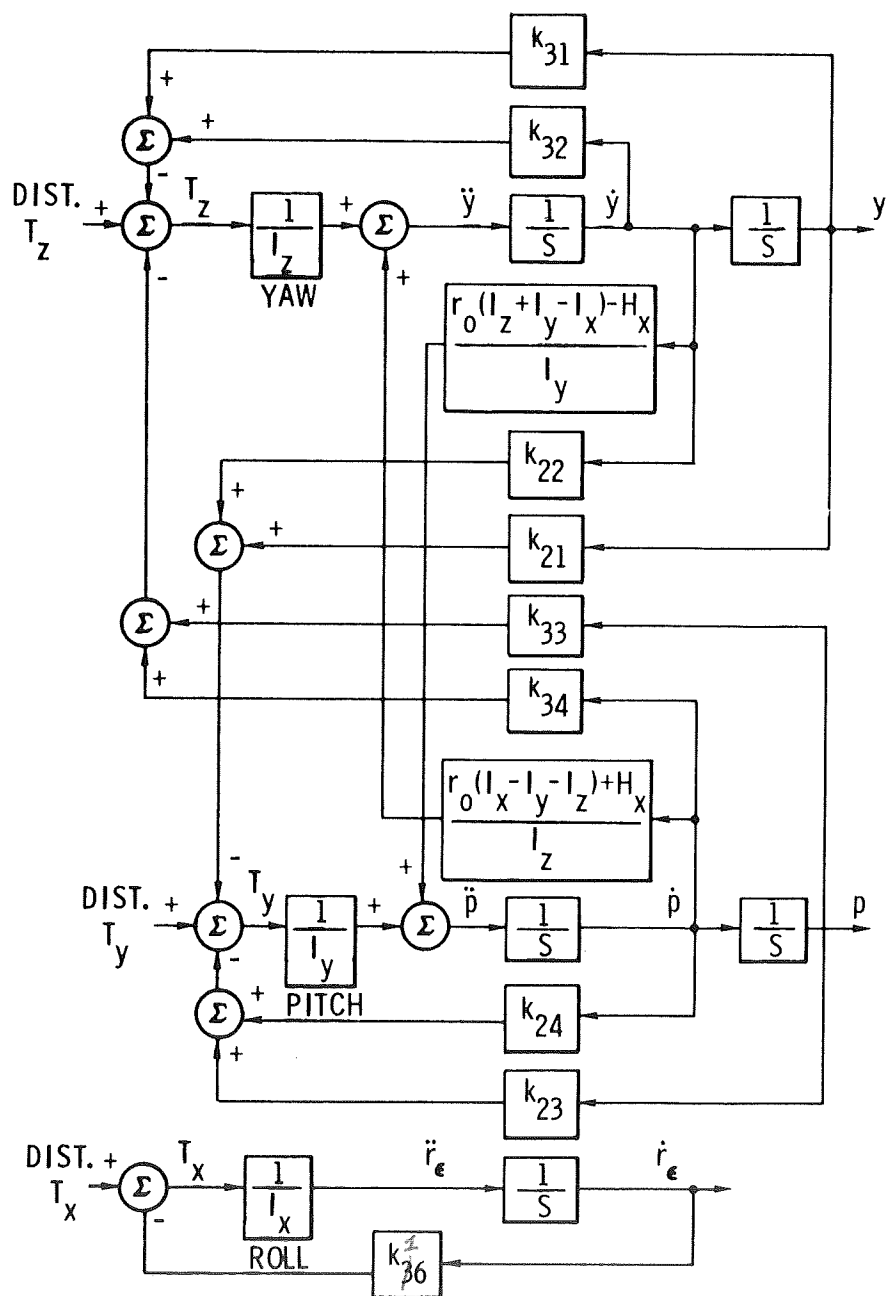 k31
+
+
k32
Σ
-
DIST. + Tz
Tz
Σ
1/Iz
YAW
+
Σ
+
ÿ
1/S
ẏ
1/S
y
-
ro(Iz+Iy-Ix)-Hx
Iy
k22
+
Σ
+
k21
Σ
+
k33
+
k34
ro(Ix-Iy-Iz)+Hx
Iz
-
DIST. + Ty
Ty
Σ
-
1/Iy
PITCH
+
+
Σ
p̈
1/S
ṗ
1/S
p
Σ
+
k24
+
k23
DIST. + Tx
Tx
Σ
-
1/Ix
ROLL
r̈ϵ
1/S
ṙϵ
k36